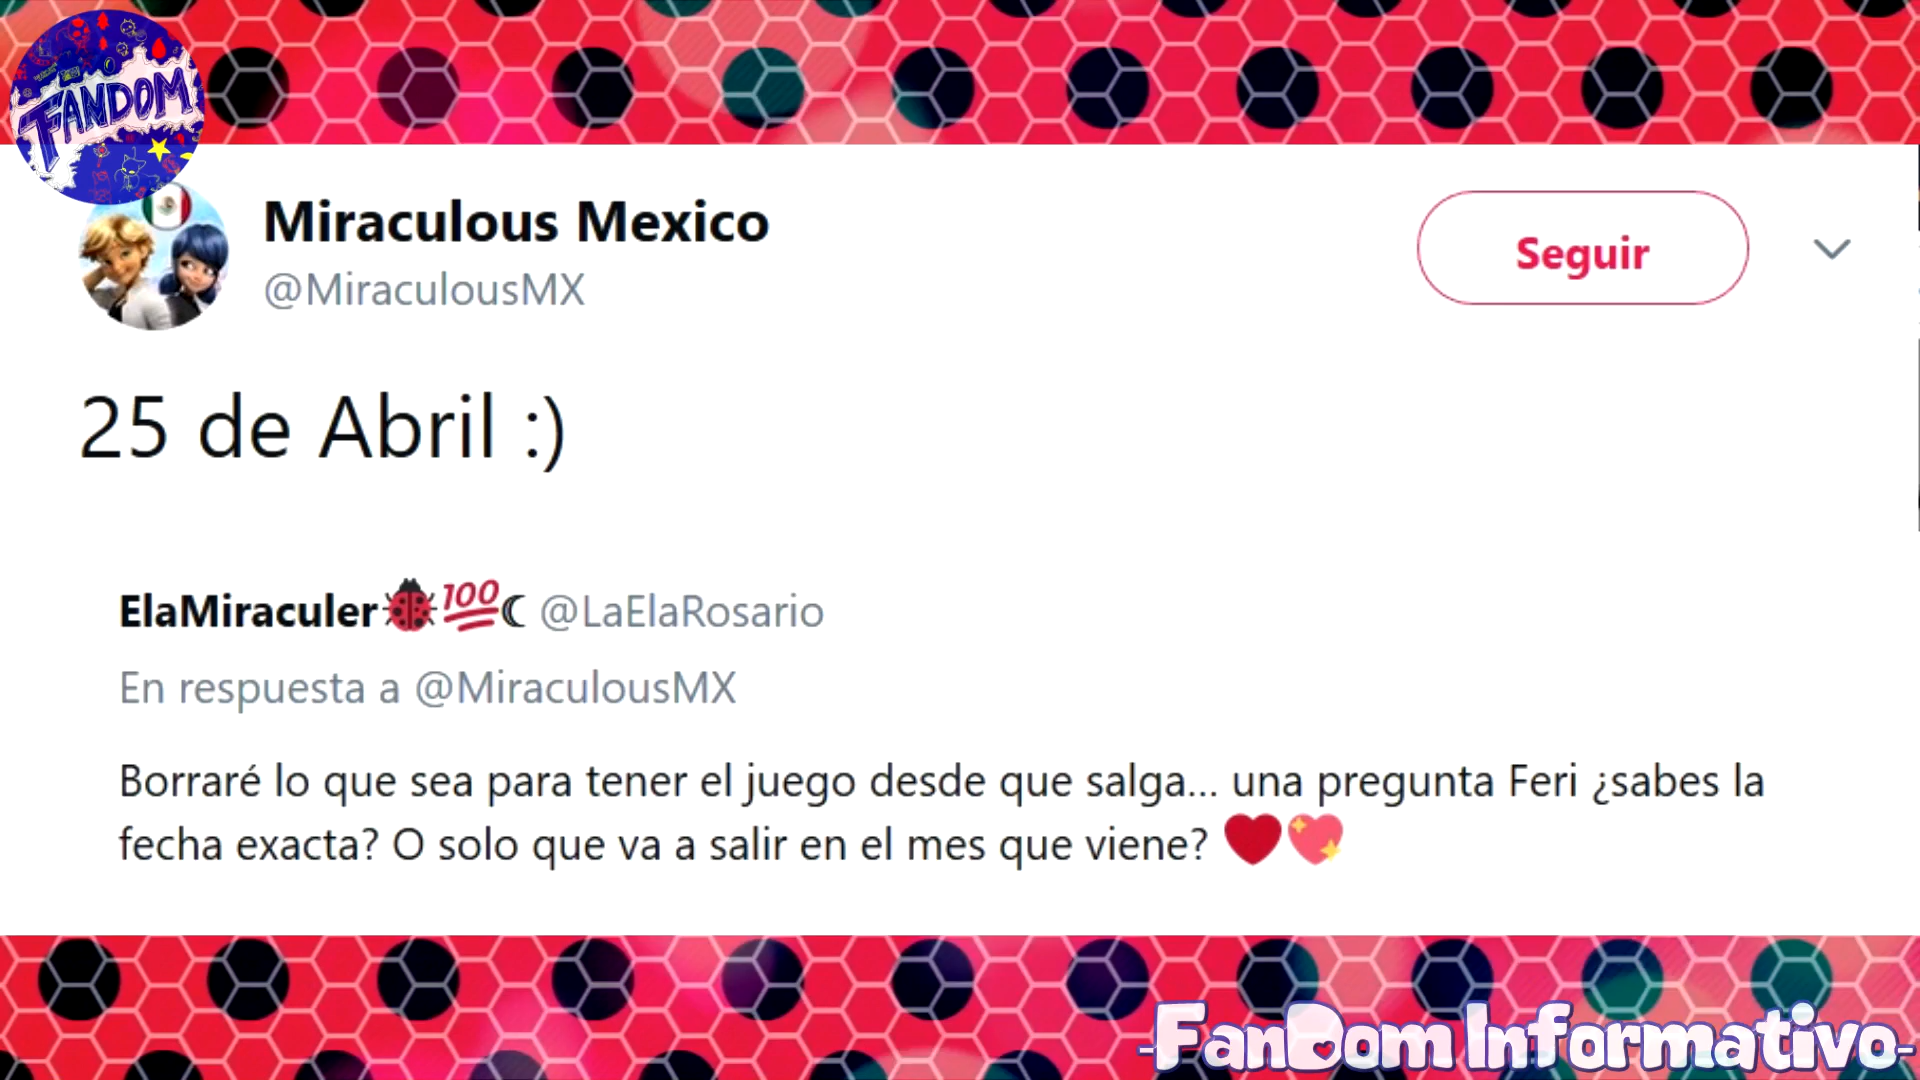 FANDOM
Miraculous Mexico
@MiraculousMX
Seguir
25 de Abril :)
ElaMiraculer🐞💯☾ @LaElaRosario
En respuesta a @MiraculousMX
Borraré lo que sea para tener el juego desde que salga... una pregunta Feri ¿sabes la
fecha exacta? O solo que va a salir en el mes que viene? ❤️💖
-FanDom Informativo-